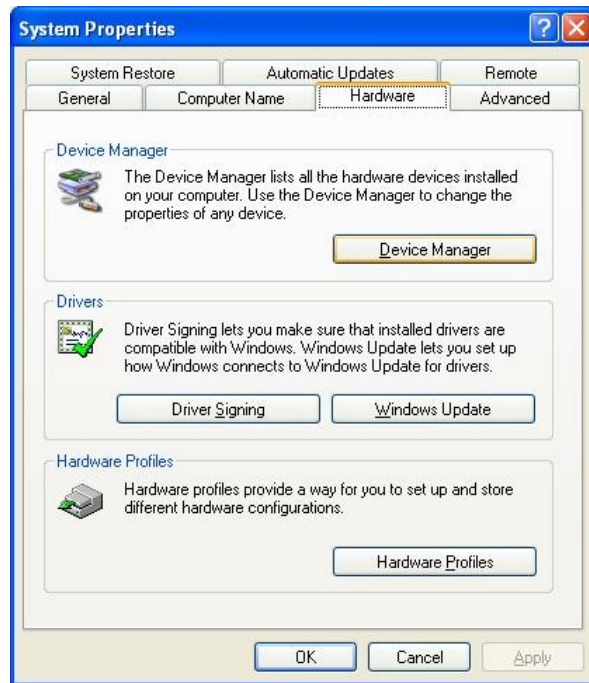 System Properties
System Restore
Automatic Updates
Remote
General
Computer Name
Hardware
Advanced
Device Manager
The Device Manager lists all the hardware devices installed
on your computer. Use the Device Manager to change the
properties of any device.
Device Manager
Drivers
Driver Signing lets you make sure that installed drivers are
compatible with Windows. Windows Update lets you set up
how Windows connects to Windows Update for drivers.
Driver Signing
Windows Update
Hardware Profiles
Hardware profiles provide a way for you to set up and store
different hardware configurations.
Hardware Profiles
OK
Cancel
Apply